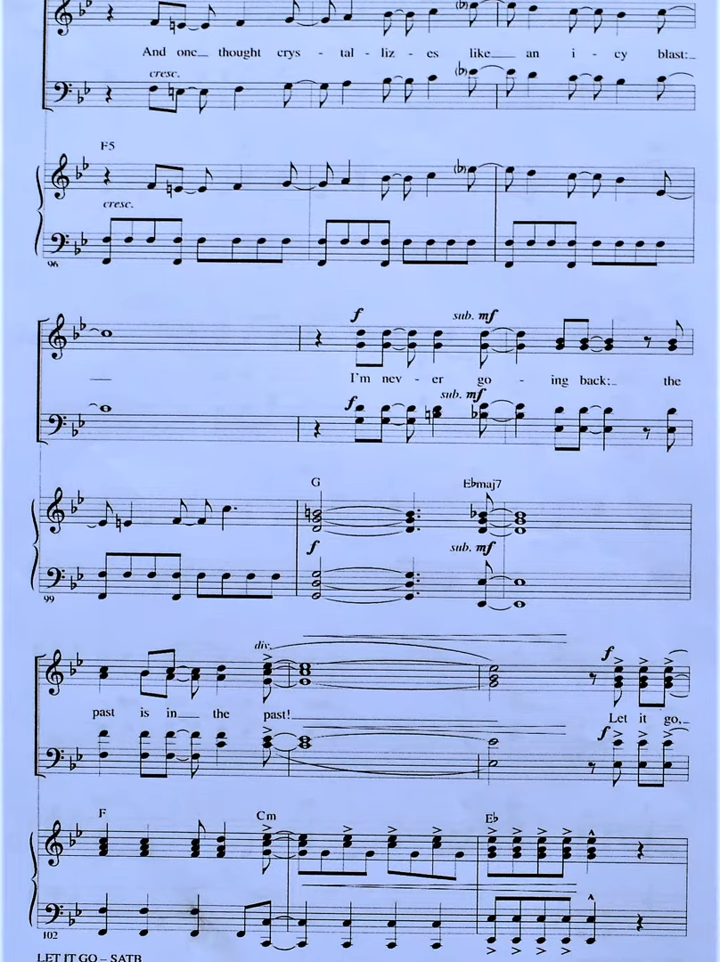 And one thought crys - tal - liz - es like an i - cy blast:
cresc.
F5
cresc.
96
f sub. mf
I'm nev - er go - ing back: the
sub. mf
f
G E♭maj7
f sub. mf
99
div.
f
past is in the past! Let it go,
f
F Cm E♭
102
LET IT GO – SATB